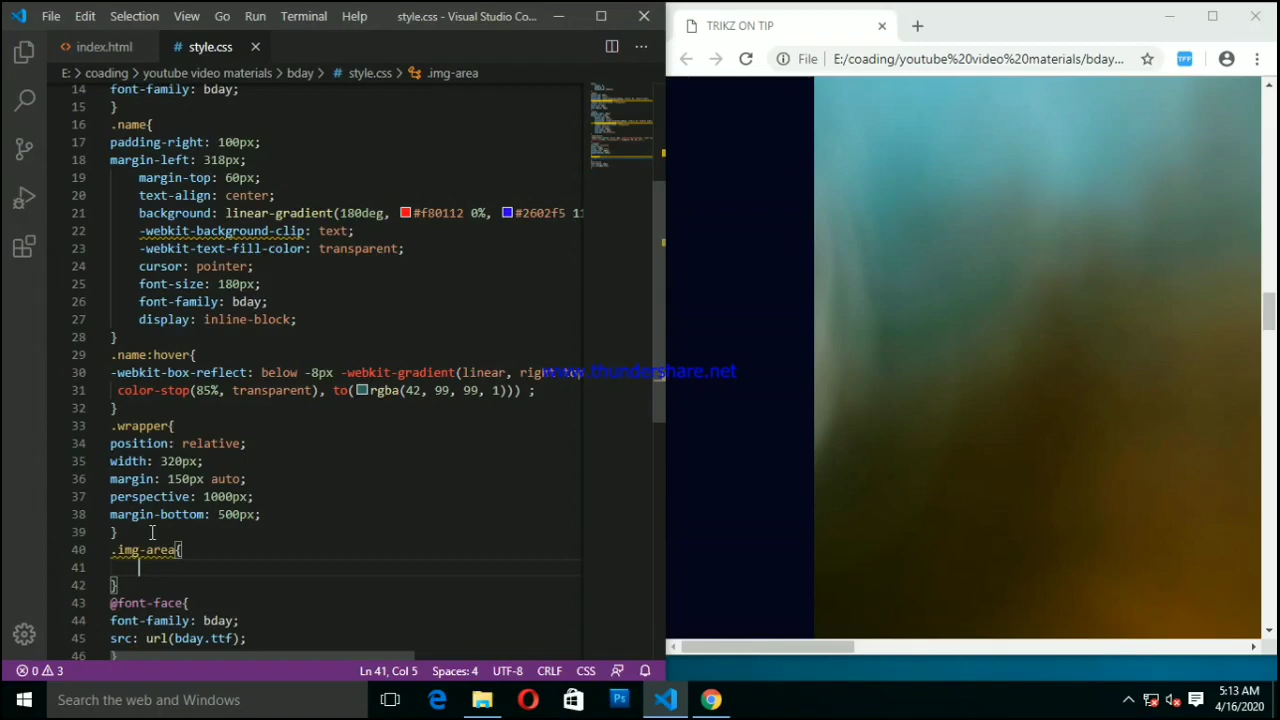 File Edit Selection View Go Run Terminal Help style.css - Visual Studio Co...
TRIKZ ON TIP
index.html
style.css
File E:/coading/youtube%20video%20materials/bday...
E: > coading > youtube video materials > bday > # style.css > .img-area
14 font-family: bday;
15 }
16 .name{
17 padding-right: 100px;
18 margin-left: 318px;
19 margin-top: 60px;
20 text-align: center;
21 background: linear-gradient(180deg, #f80112 0%, #2602f5 11
22 -webkit-background-clip: text;
23 -webkit-text-fill-color: transparent;
24 cursor: pointer;
25 font-size: 180px;
26 font-family: bday;
27 display: inline-block;
28 }
29 .name:hover{
30 -webkit-box-reflect: below -8px -webkit-gradient(linear,
www.thundershare.net
31 color-stop(85%, transparent), to(rgba(42, 99, 99, 1))) ;
32 }
33 .wrapper{
34 position: relative;
35 width: 320px;
36 margin: 150px auto;
37 perspective: 1000px;
38 margin-bottom: 500px;
39 }
40 .img-area{
41
42 }
43 @font-face{
44 font-family: bday;
45 src: url(bday.ttf);
46 }
0 3 Ln 41, Col 5 Spaces: 4 UTF-8 CRLF CSS
Search the web and Windows
5:13 AM
4/16/2020